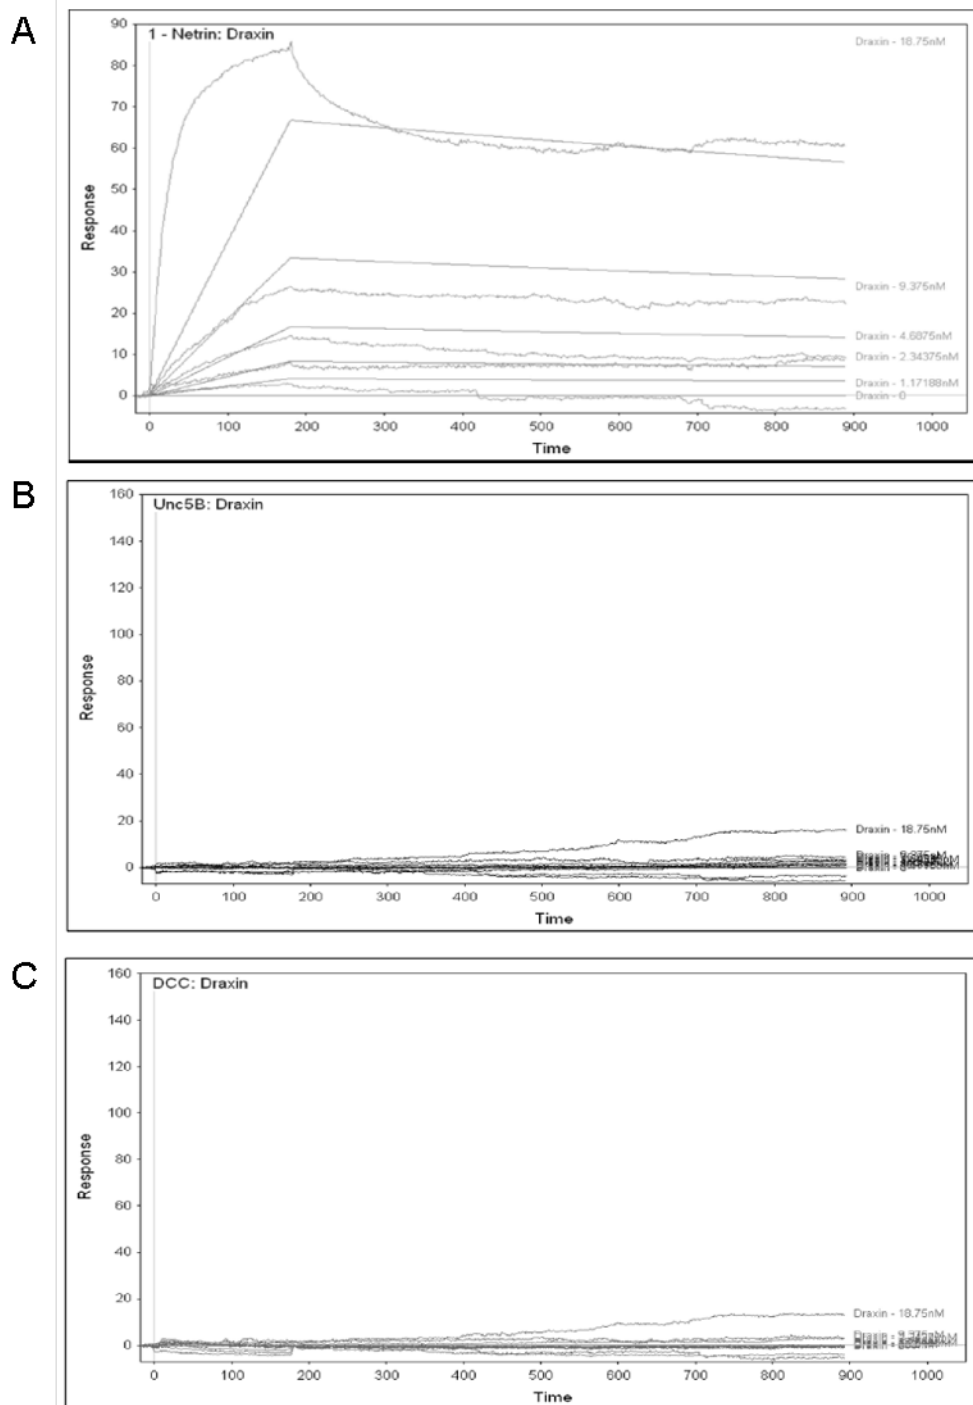 A
1 - Netrin: Draxin
90
80
70
60
50
40
30
20
10
0
Response
Draxin - 18.75nM
Draxin - 9.375nM
Draxin - 4.6875nM
Draxin - 2.34375nM
Draxin - 1.17188nM
Draxin - 0
0 100 200 300 400 500 600 700 800 900 1000
Time
B
Unc5B: Draxin
160
140
120
100
80
60
40
20
0
Response
Draxin - 18.75nM
0 100 200 300 400 500 600 700 800 900 1000
Time
C
DCC: Draxin
160
140
120
100
80
60
40
20
0
Response
Draxin - 18.75nM
0 100 200 300 400 500 600 700 800 900 1000
Time